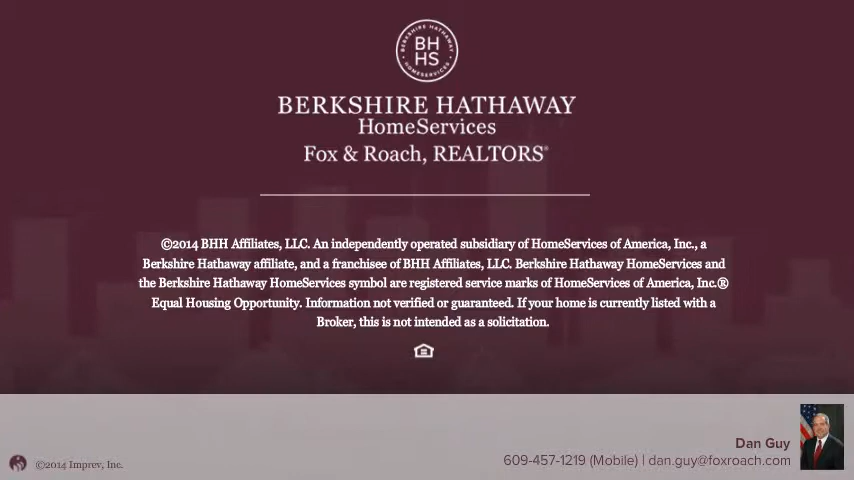 BERKSHIRE HATHAWAY
HOMESERVICES
BH
HS
BERKSHIRE HATHAWAY
HomeServices
Fox & Roach, REALTORS®
©2014 BHH Affiliates, LLC. An independently operated subsidiary of HomeServices of America, Inc., a
Berkshire Hathaway affiliate, and a franchisee of BHH Affiliates, LLC. Berkshire Hathaway HomeServices and
the Berkshire Hathaway HomeServices symbol are registered service marks of HomeServices of America, Inc.®
Equal Housing Opportunity. Information not verified or guaranteed. If your home is currently listed with a
Broker, this is not intended as a solicitation.
Dan Guy
609-457-1219 (Mobile) | dan.guy@foxroach.com
©2014 Imprev, Inc.